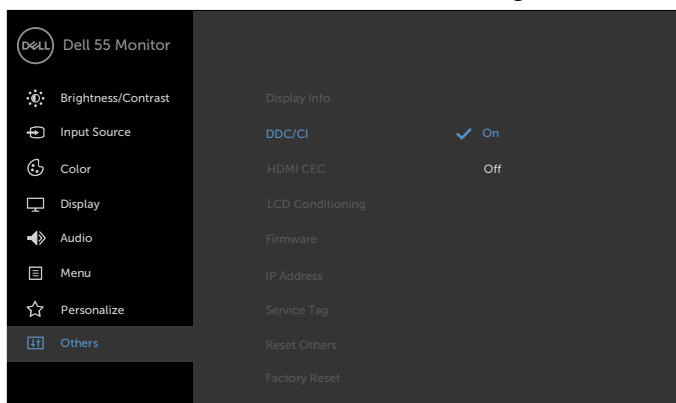 DELL
Dell 55 Monitor
Brightness/Contrast
Input Source
Color
Display
Audio
Menu
Personalize
Others
Display Info
DDC/CI
On
HDMI CEC
Off
LCD Conditioning
Firmware
IP Address
Service Tag
Reset Others
Factory Reset